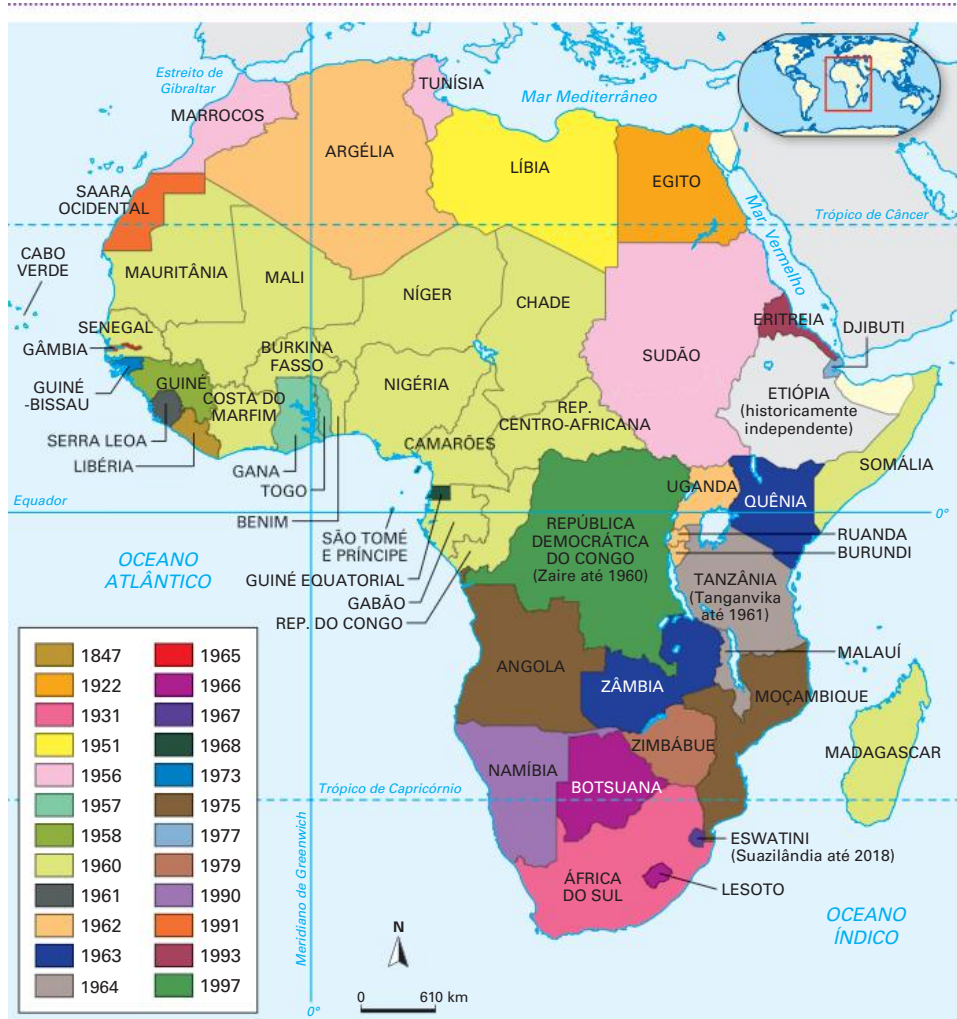 Estreito de
Gibraltar
TUNÍSIA
Mar Mediterrâneo
MARROCOS
ARGÉLIA
LÍBIA
EGITO
SAARA
OCIDENTAL
Mar Vermelho
Trópico de Câncer
CABO
VERDE
MAURITÂNIA
MALI
NÍGER
CHADE
SENEGAL
GÂMBIA
ERITREIA
DJIBUTI
BURKINA
FASSO
SUDÃO
GUINÉ
-BISSAU
GUINÉ
COSTA DO
MARFIM
NIGÉRIA
ETIÓPIA
(historicamente
independente)
REP.
CENTRO-AFRICANA
SERRA LEOA
CAMARÕES
LIBÉRIA
GANA
SOMÁLIA
TOGO
UGANDA
Equador
QUÊNIA
0°
BENIM
SÃO TOMÉ
E PRÍNCIPE
REPÚBLICA
DEMOCRÁTICA
DO CONGO
(Zaire até 1960)
RUANDA
BURUNDI
OCEANO
ATLÂNTICO
GUINÉ EQUATORIAL
GABÃO
REP. DO CONGO
TANZÂNIA
(Tanganvika
até 1961)
MALAUÍ
ANGOLA
ZÂMBIA
MOÇAMBIQUE
ZIMBÁBUE
MADAGASCAR
NAMÍBIA
Trópico de Capricórnio
BOTSUANA
ESWATINI
(Suazilândia até 2018)
ÁFRICA
DO SUL
LESOTO
OCEANO
ÍNDICO
Meridiano de Greenwich
N
0 610 km
0°
1847
1922
1931
1951
1956
1957
1958
1960
1961
1962
1963
1964
1965
1966
1967
1968
1973
1975
1977
1979
1990
1991
1993
1997